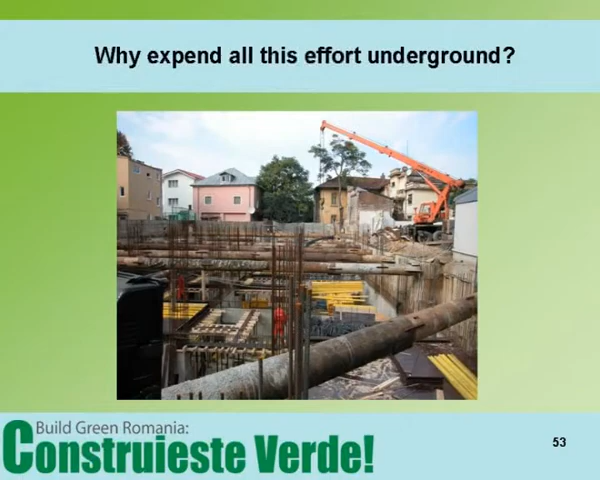 Why expend all this effort underground?
Build Green Romania:
Construieste Verde!
53